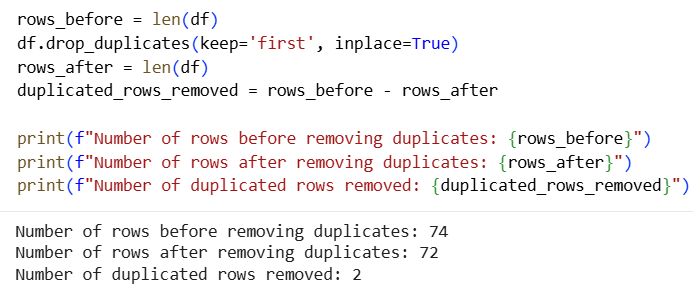 rows_before = len(df)
df.drop_duplicates(keep='first', inplace=True)
rows_after = len(df)
duplicated_rows_removed = rows_before - rows_after
print(f"Number of rows before removing duplicates: {rows_before}")
print(f"Number of rows after removing duplicates: {rows_after}")
print(f"Number of duplicated rows removed: {duplicated_rows_removed}")
Number of rows before removing duplicates: 74
Number of rows after removing duplicates: 72
Number of duplicated rows removed: 2